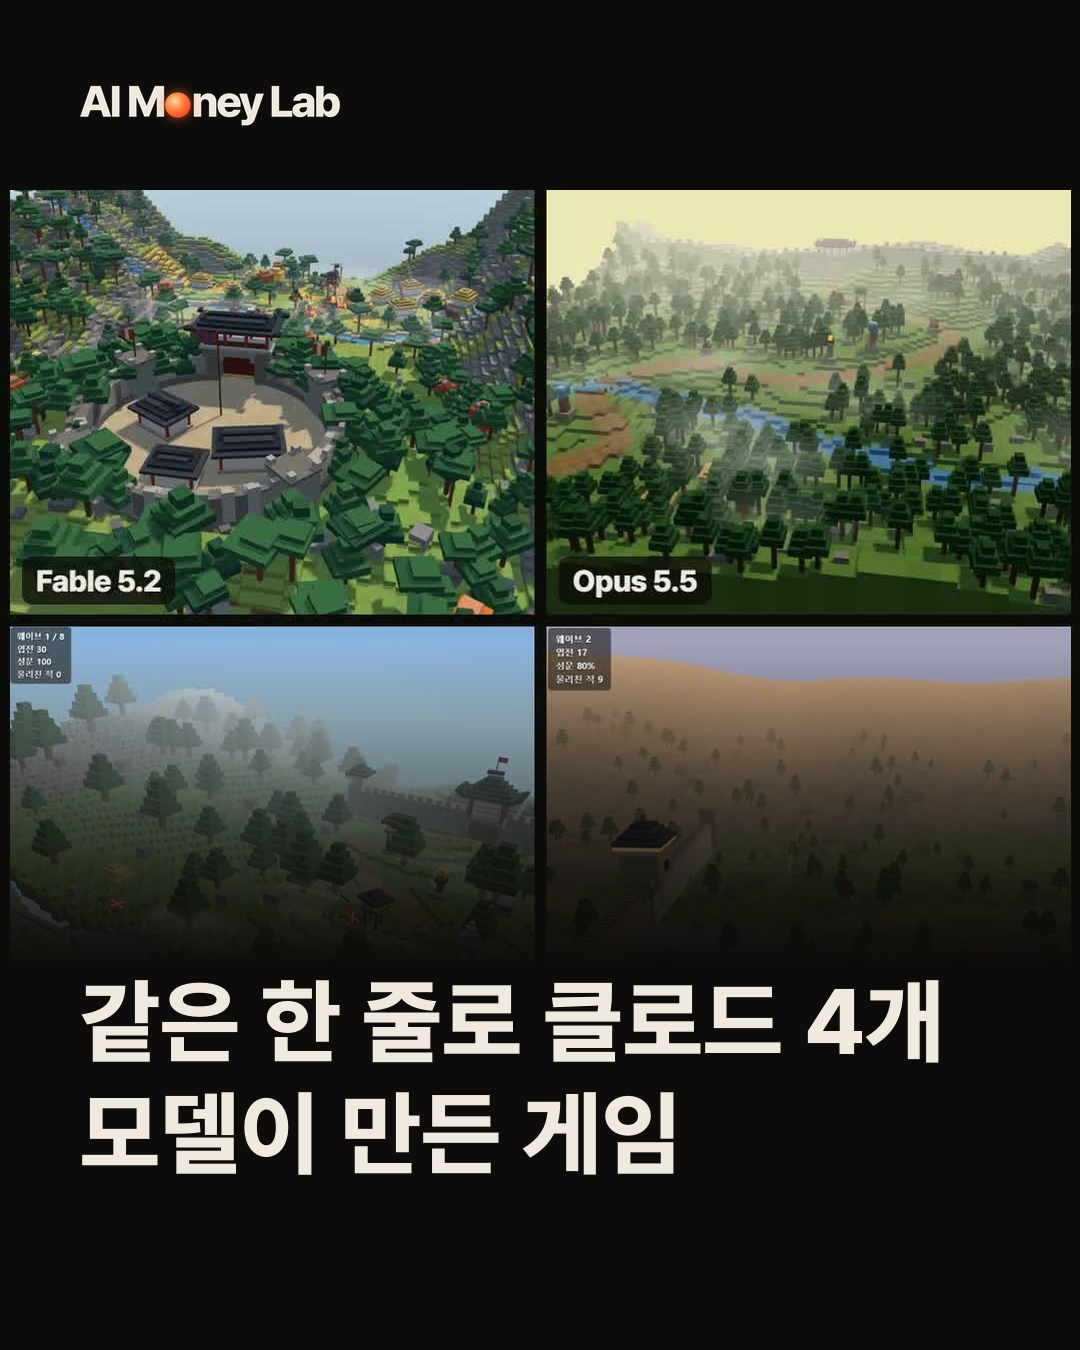 AI Money Lab
Fable 5.2
Opus 5.5
웨이브 1 / 8
엽전 30
성문 100
물리친 적 0
웨이브 2
엽전 17
성문 80%
물리친 적 9
같은 한 줄로 클로드 4개
모델이 만든 게임